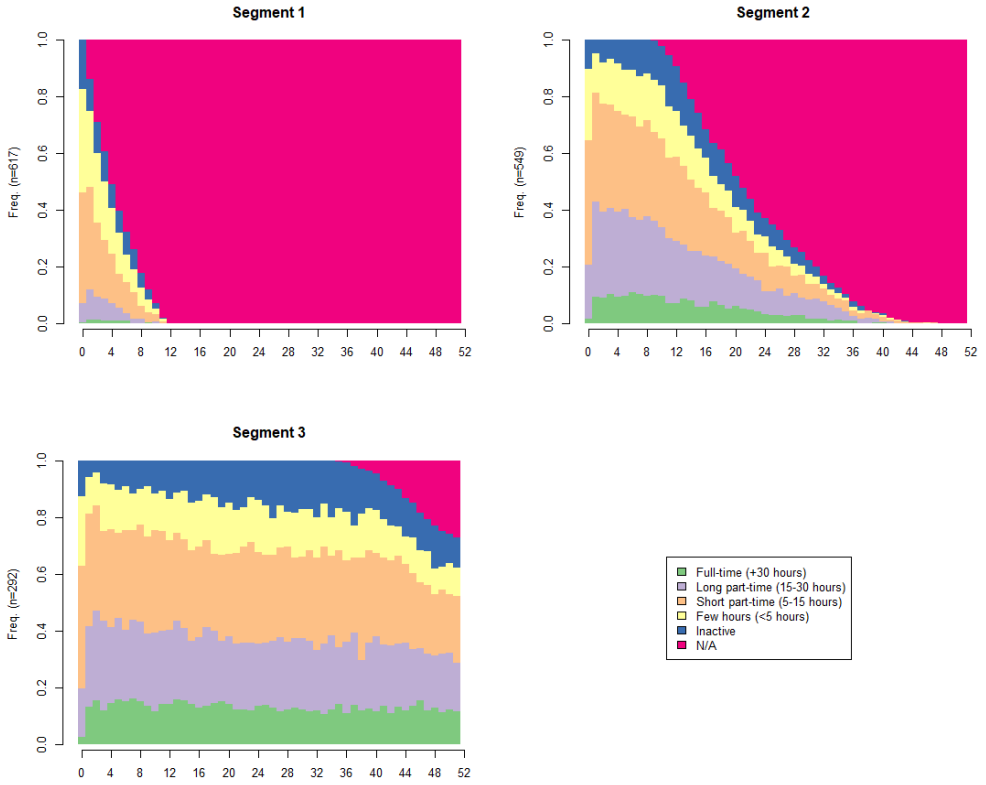 Segment 1
Freq. (n=617)
1.0
0.8
0.6
0.4
0.2
0.0
0 4 8 12 16 20 24 28 32 36 40 44 48 52
Segment 2
Freq. (n=549)
1.0
0.8
0.6
0.4
0.2
0.0
0 4 8 12 16 20 24 28 32 36 40 44 48 52
Segment 3
Freq. (n=292)
1.0
0.8
0.6
0.4
0.2
0.0
0 4 8 12 16 20 24 28 32 36 40 44 48 52
Full-time (+30 hours)
Long part-time (15-30 hours)
Short part-time (5-15 hours)
Few hours (<5 hours)
Inactive
N/A